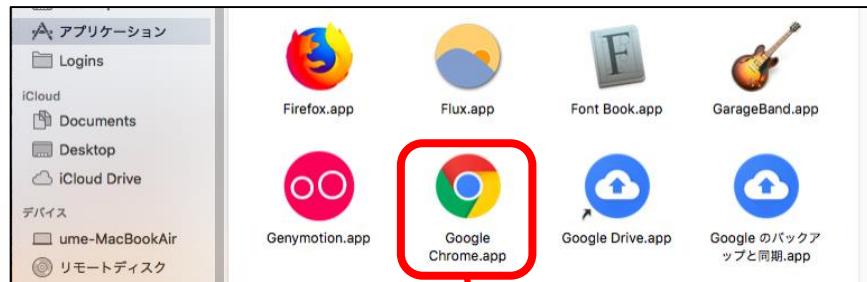 アプリケーション
Logins
iCloud
Documents
Desktop
iCloud Drive
デバイス
ume-MacBookAir
リモートディスク
Firefox.app
Flux.app
Font Book.app
GarageBand.app
Genymotion.app
Google
Chrome.app
Google Drive.app
Google のバックア
ップと同期.app